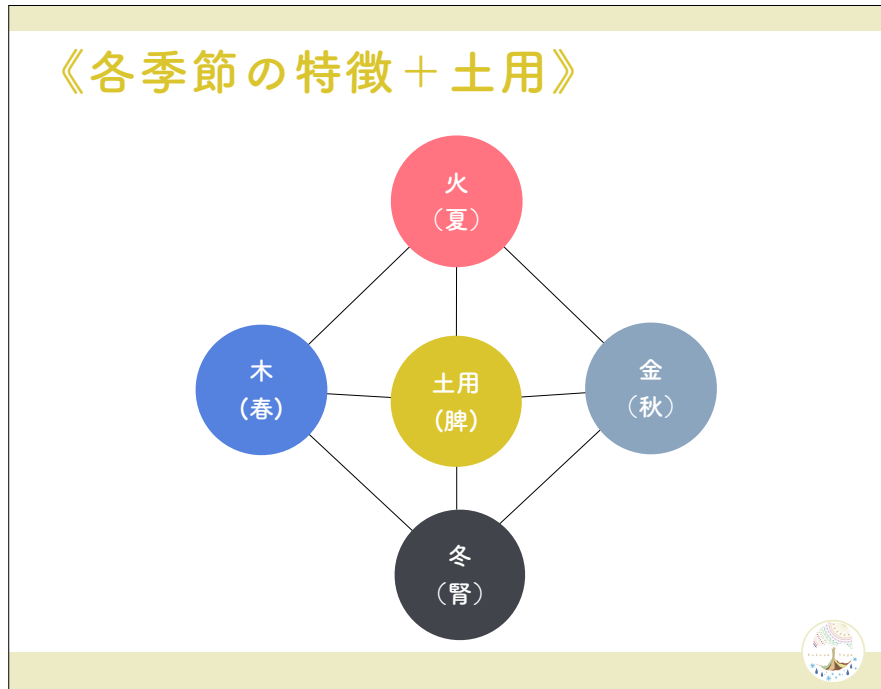 《各季節の特徴＋土用》
火
（夏）
木
(春)
土用
(脾)
金
（秋）
冬
（腎）